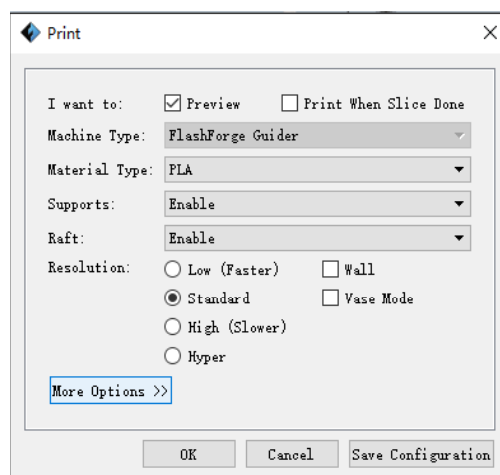 Print
I want to: Preview Print When Slice Done
Machine Type: FlashForge Guider
Material Type: PLA
Supports: Enable
Raft: Enable
Resolution: Low (Faster) Wall
Standard Vase Mode
High (Slower)
Hyper
More Options >>
OK Cancel Save Configuration